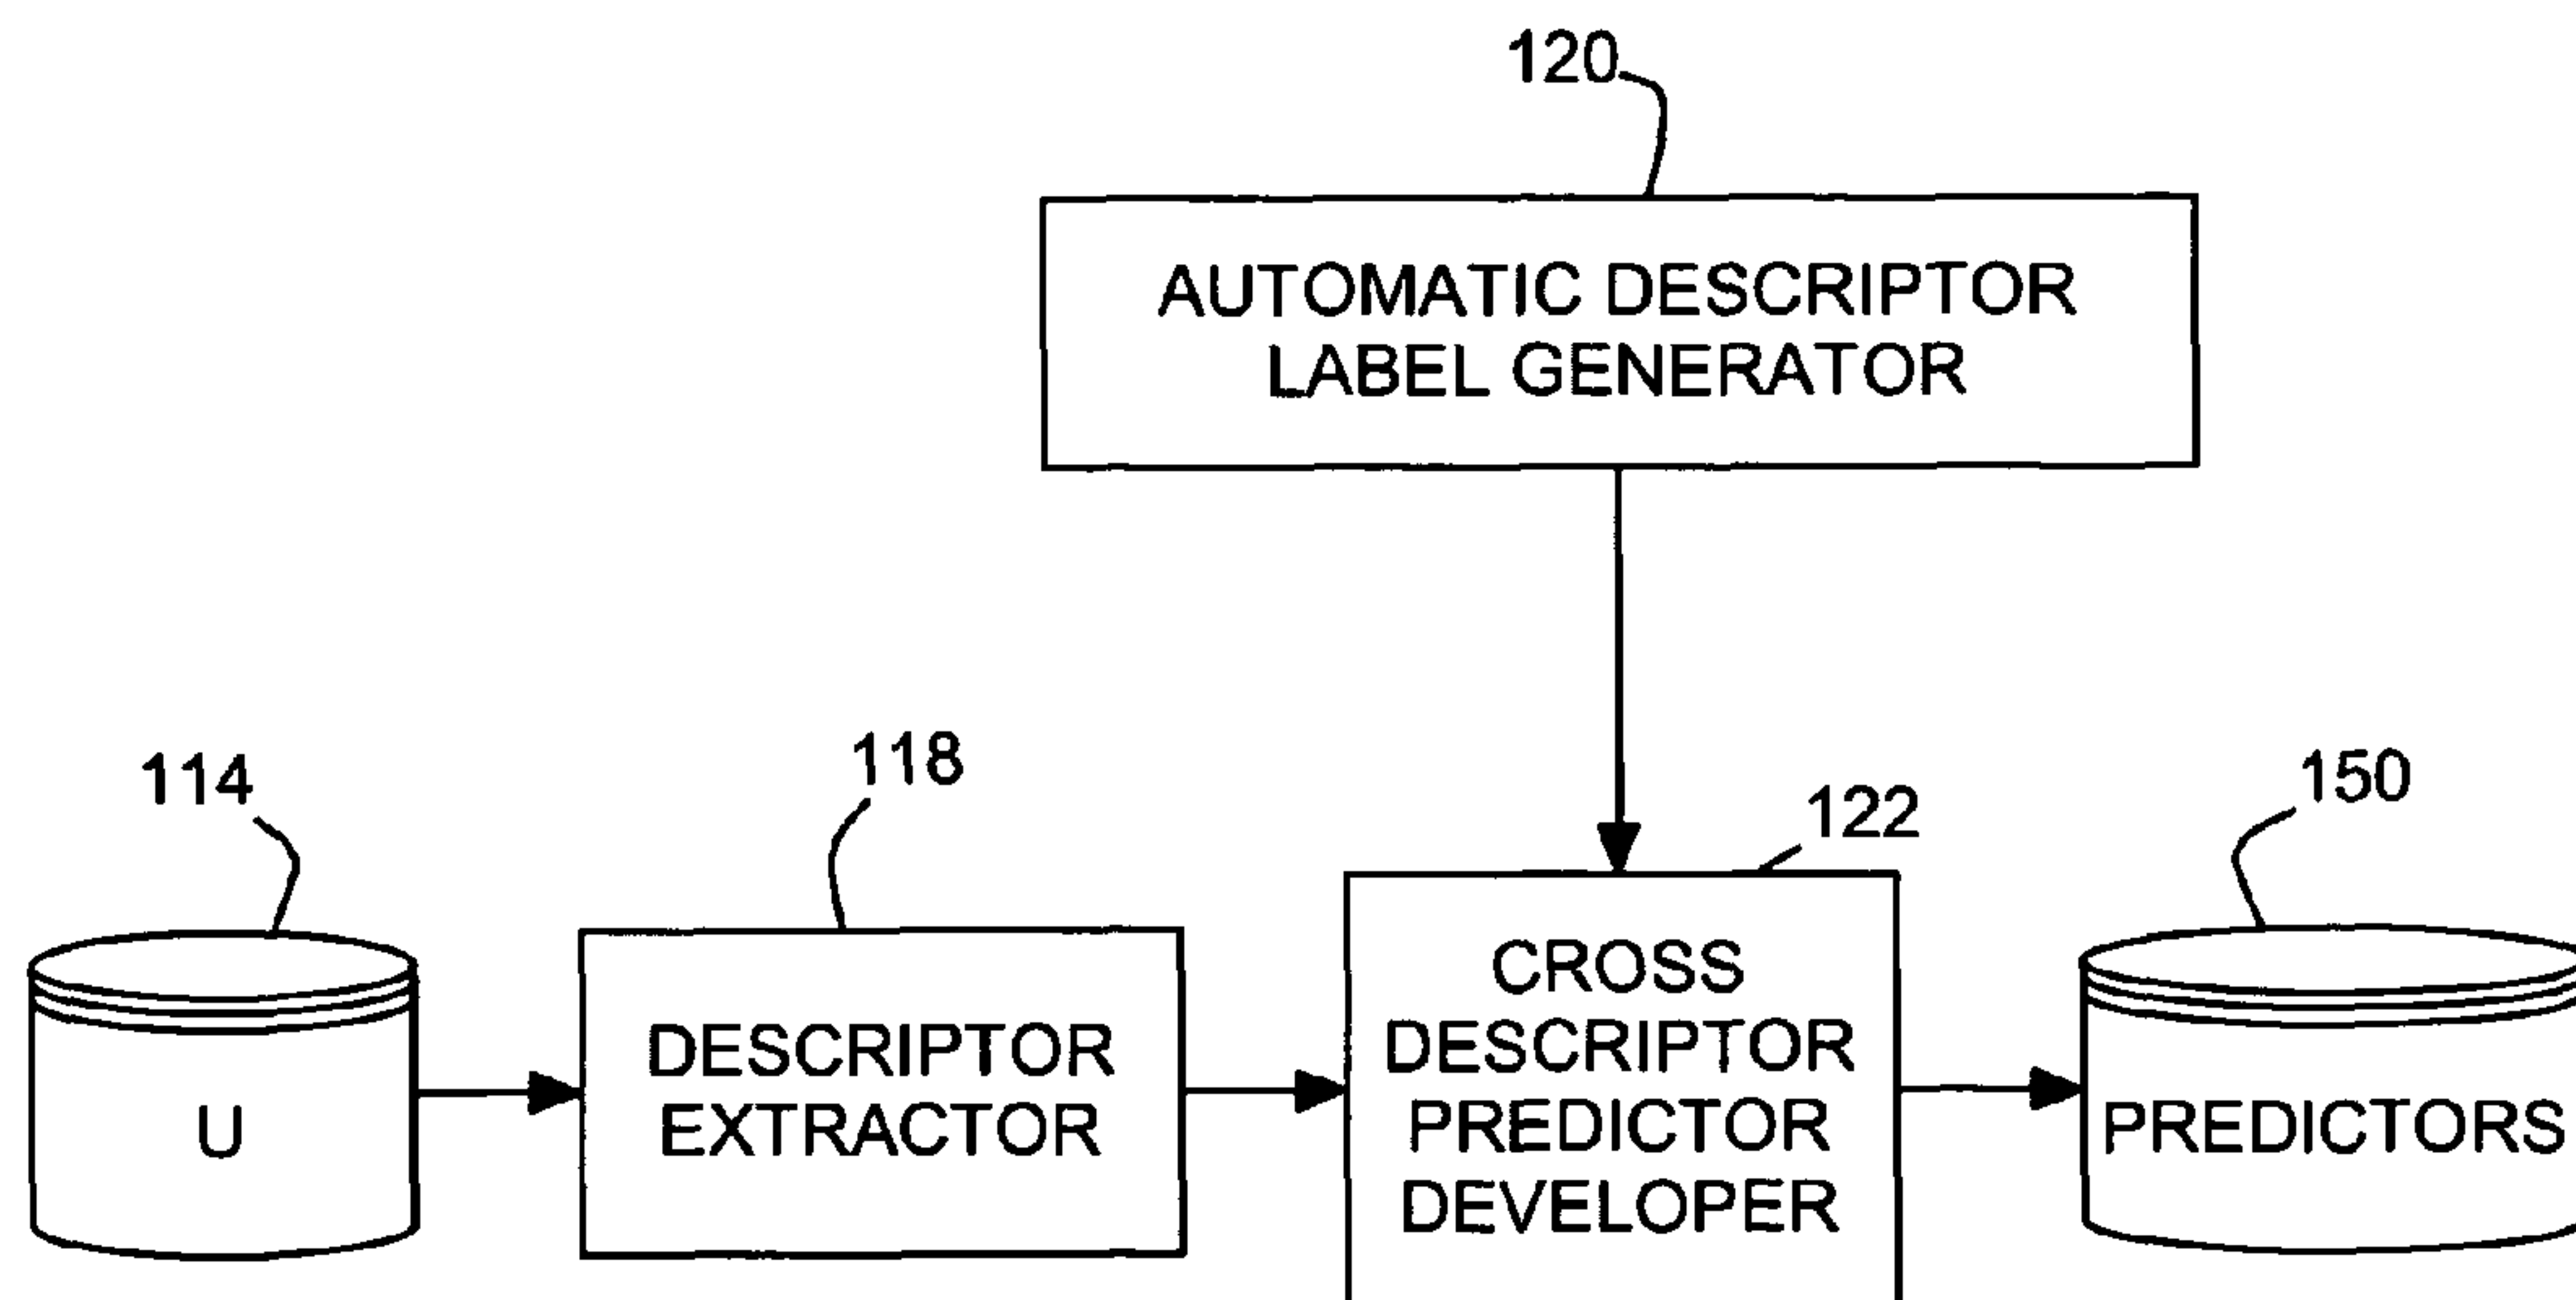 120
AUTOMATIC DESCRIPTOR
LABEL GENERATOR
114
118
122
150
U
DESCRIPTOR
EXTRACTOR
CROSS
DESCRIPTOR
PREDICTOR
DEVELOPER
PREDICTORS